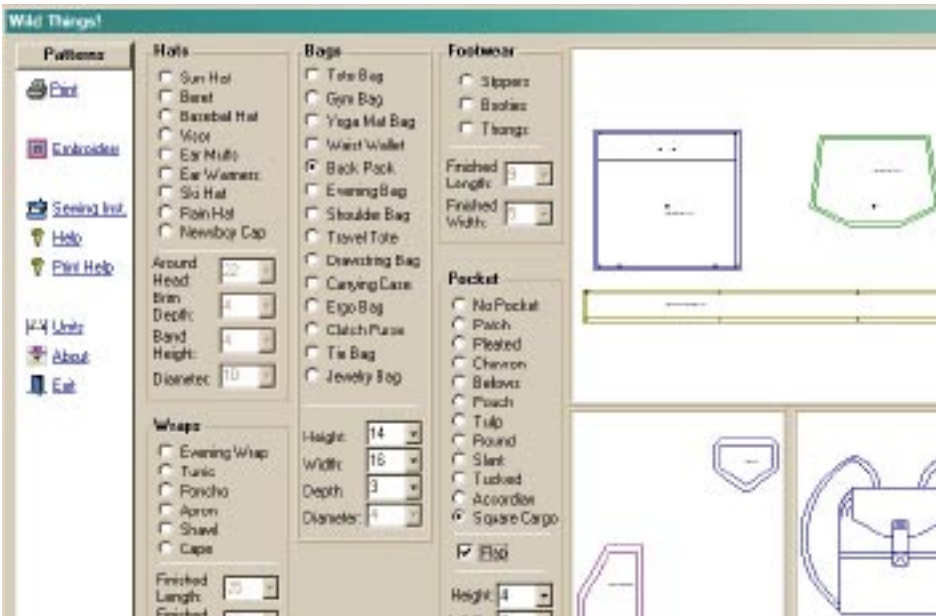 Wild Things!
Patterns
Print
Embroider
Sewing Inst.
Help
Print Help
Units
About
Exit
Hats
Sun Hat
Beret
Baseball Hat
Visor
Ear Muffs
Ear Warmers
Ski Hat
Rain Hat
Newsboy Cap
Around
Head:
22
Brim
Depth:
4
Band
Height:
4
Diameter:
10
Wraps
Evening Wrap
Tunic
Poncho
Apron
Shawl
Cape
Finished
Length:
Finished
Bags
Tote Bag
Gym Bag
Yoga Mat Bag
Waist Wallet
Back Pack
Evening Bag
Shoulder Bag
Travel Tote
Drawstring Bag
Carrying Case
Ergo Bag
Clutch Purse
Tie Bag
Jewelry Bag
Height: 14
Width: 16
Depth: 3
Diameter: 4
Footwear
Slippers
Booties
Thongs
Finished
Length:
9
Finished
Width:
5
Pocket
No Pocket
Patch
Pleated
Chevron
Bellows
Pouch
Tulip
Round
Slant
Tucked
Accordian
Square Cargo
Flap
Height: 4